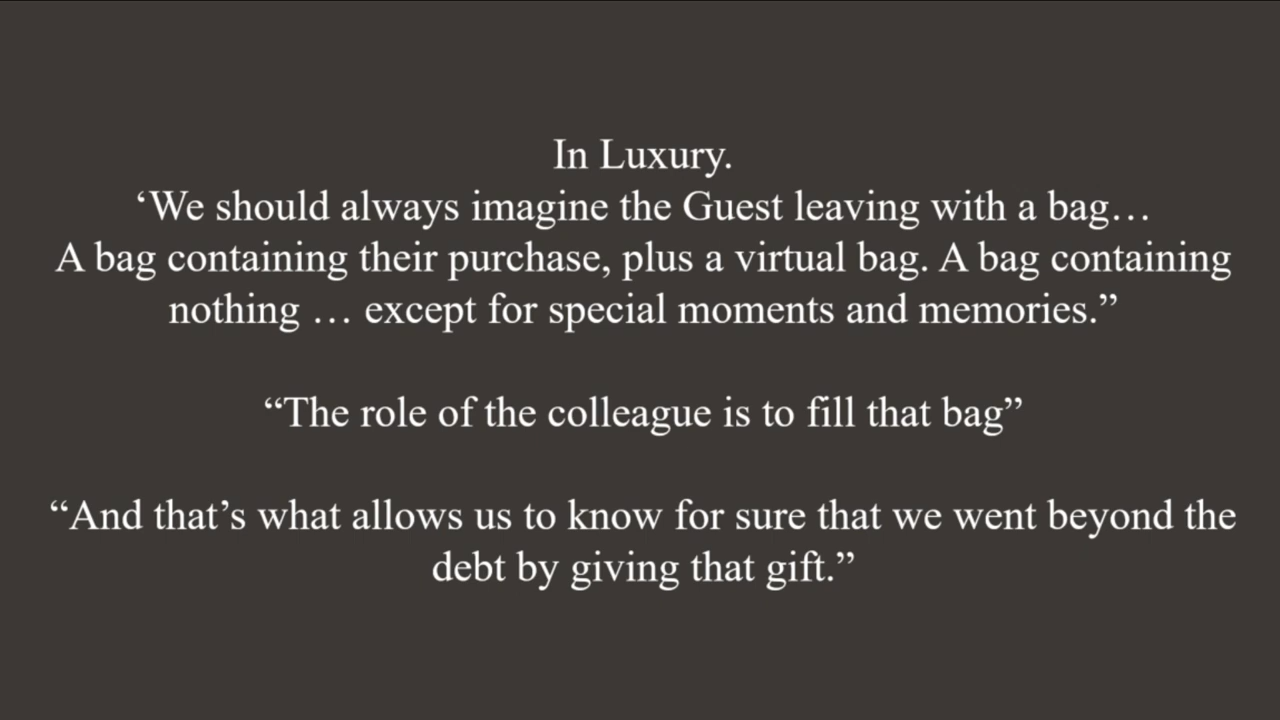 In Luxury.
‘We should always imagine the Guest leaving with a bag…
A bag containing their purchase, plus a virtual bag. A bag containing
nothing … except for special moments and memories.”
“The role of the colleague is to fill that bag”
“And that’s what allows us to know for sure that we went beyond the
debt by giving that gift.”